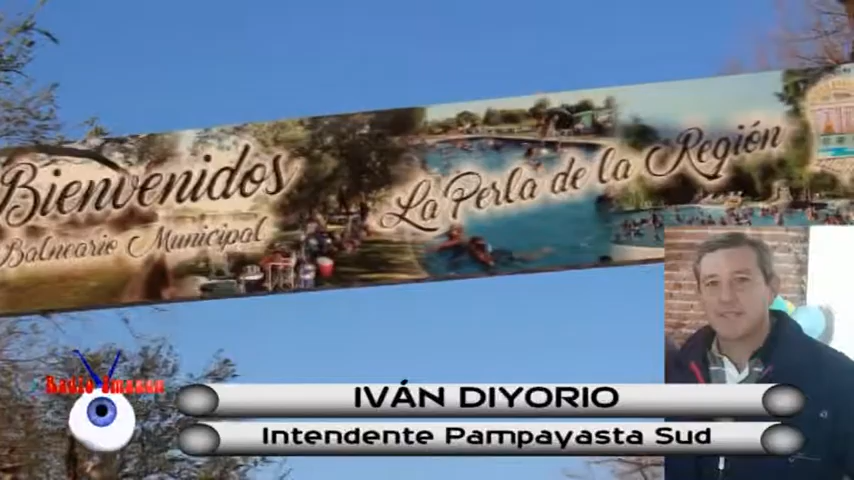 Bienvenidos
Balneario Municipal
La Perla de la Región
Radio Imagen
IVÁN DIYORIO
Intendente Pampayasta Sud